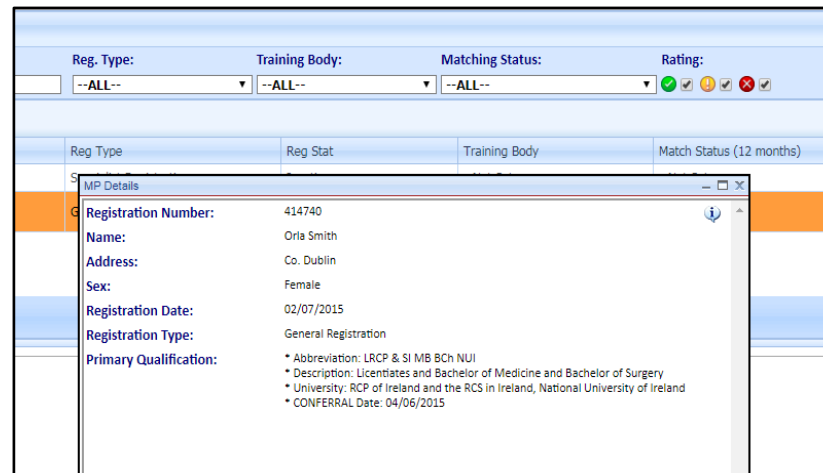 Reg. Type: Training Body: Matching Status: Rating:
--ALL-- --ALL-- --ALL--
Reg Type Reg Stat Training Body Match Status (12 months)
MP Details
Registration Number: 414740
Name: Orla Smith
Address: Co. Dublin
Sex: Female
Registration Date: 02/07/2015
Registration Type: General Registration
Primary Qualification: * Abbreviation: LRCP & SI MB BCh NUI
* Description: Licentiates and Bachelor of Medicine and Bachelor of Surgery
* University: RCP of Ireland and the RCS in Ireland, National University of Ireland
* CONFERRAL Date: 04/06/2015